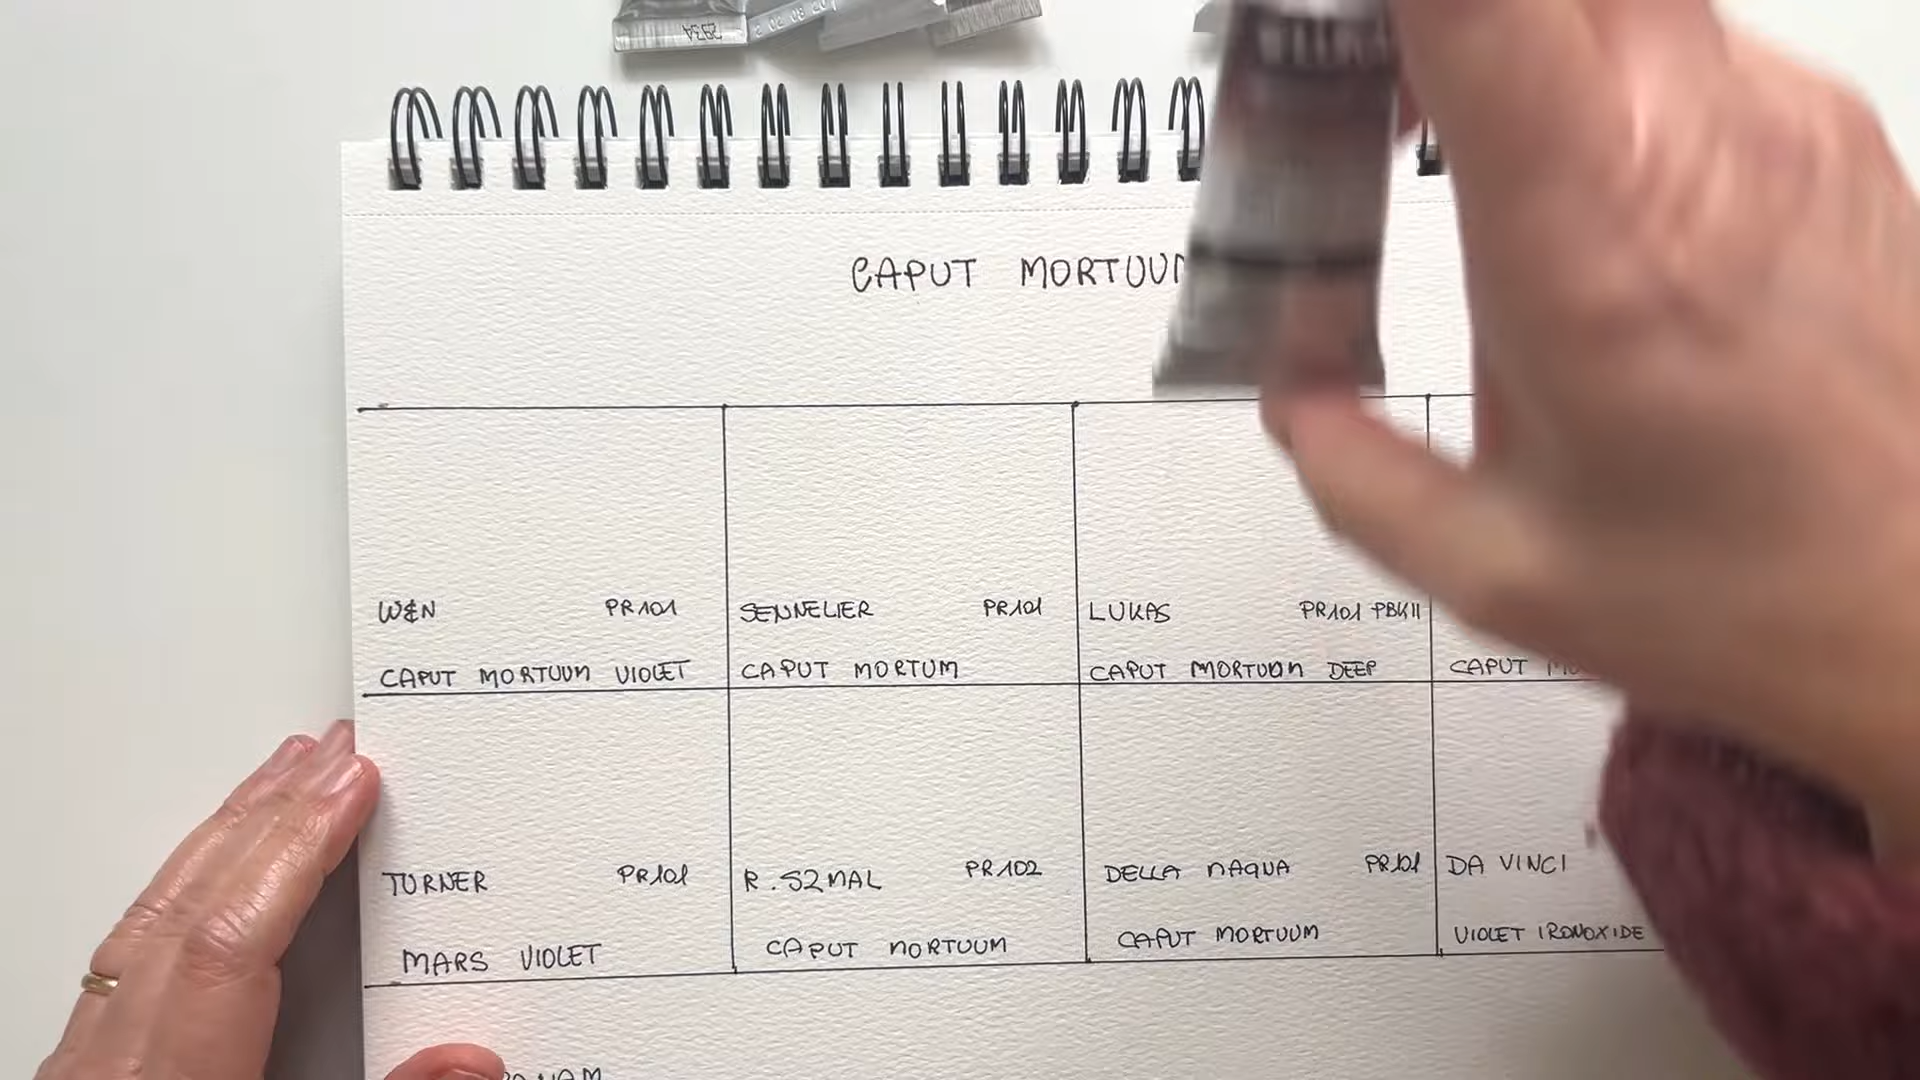 CAPUT MORTUUM
W&N PR101
CAPUT MORTUUM VIOLET
SENNELIER PR101
CAPUT MORTUM
LUKAS PR101 PBK11
CAPUT MORTUUM DEEP
CAPUT
TURNER PR101
MARS VIOLET
R.SZMAL PR102
CAPUT MORTUUM
DELLA MAQUA PR101
CAPUT MORTUUM
DA VINCI
VIOLET IRONOXIDE